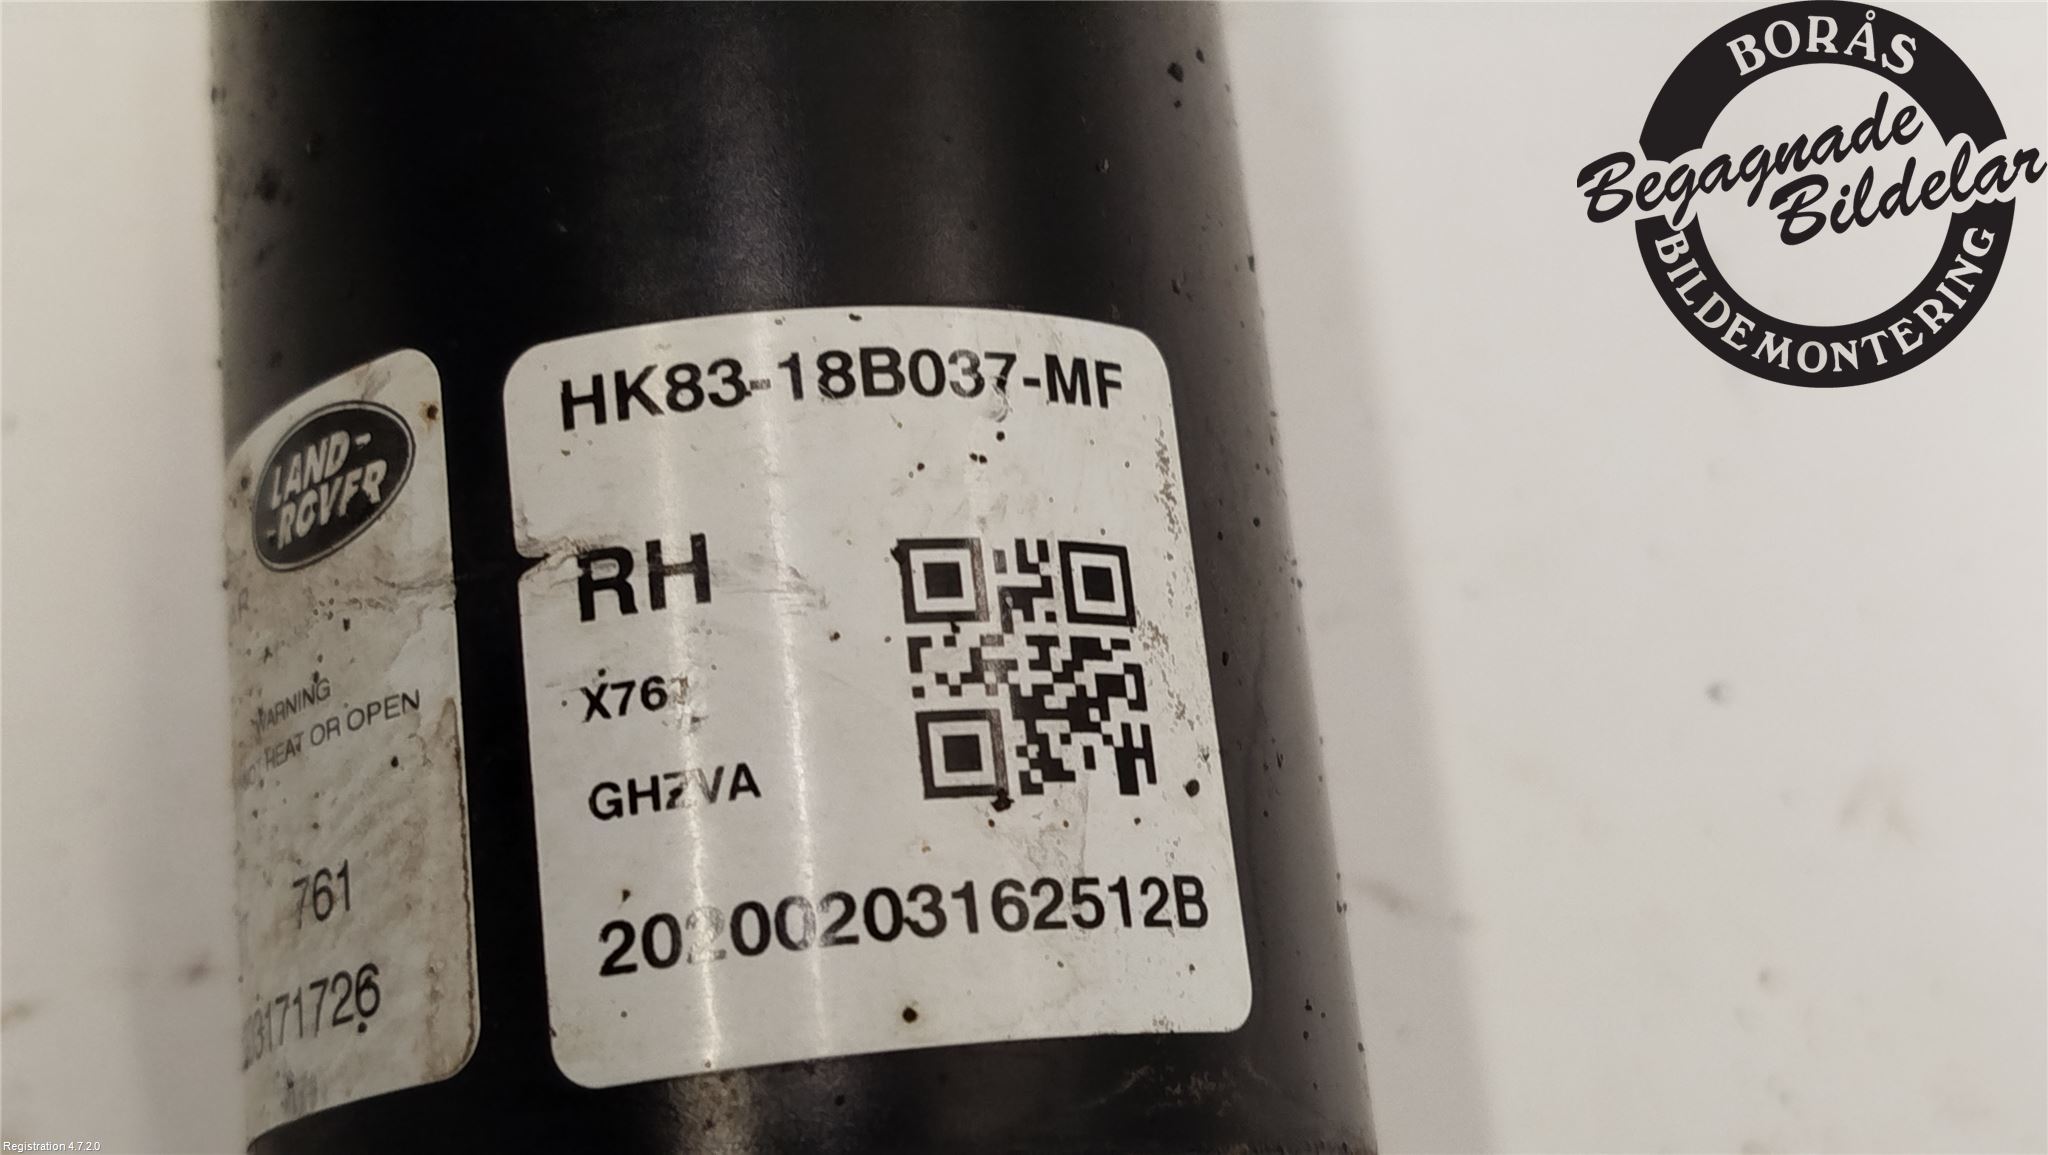 BORÅS
Begagnade
Bildelar
BILDEMONTERING
HK83-18B037-MF
LAND-
-ROVER
RH
X761
WARNING
HEAT OR OPEN
GHZVA
761
20200203162512B
3171726
Registration 4.7.2.0